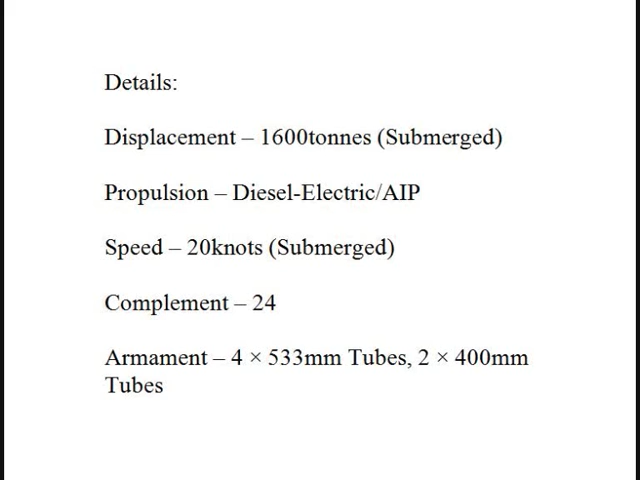 Details:
Displacement – 1600tonnes (Submerged)
Propulsion – Diesel-Electric/AIP
Speed – 20knots (Submerged)
Complement – 24
Armament – 4 × 533mm Tubes, 2 × 400mm
Tubes